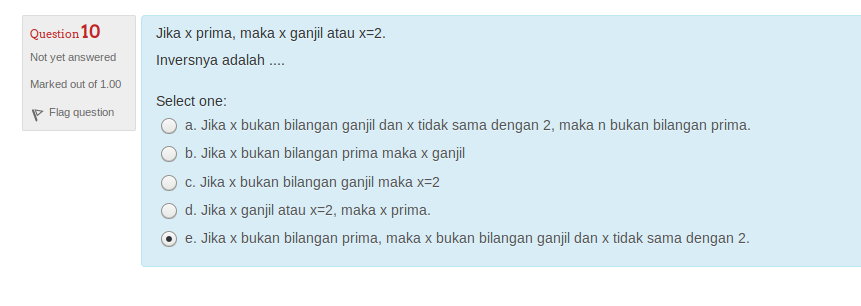 Question 10
Not yet answered
Marked out of 1.00
Flag question
Jika x prima, maka x ganjil atau x=2.
Inversnya adalah ....
Select one:
a. Jika x bukan bilangan ganjil dan x tidak sama dengan 2, maka n bukan bilangan prima.
b. Jika x bukan bilangan prima maka x ganjil
c. Jika x bukan bilangan ganjil maka x=2
d. Jika x ganjil atau x=2, maka x prima.
e. Jika x bukan bilangan prima, maka x bukan bilangan ganjil dan x tidak sama dengan 2.